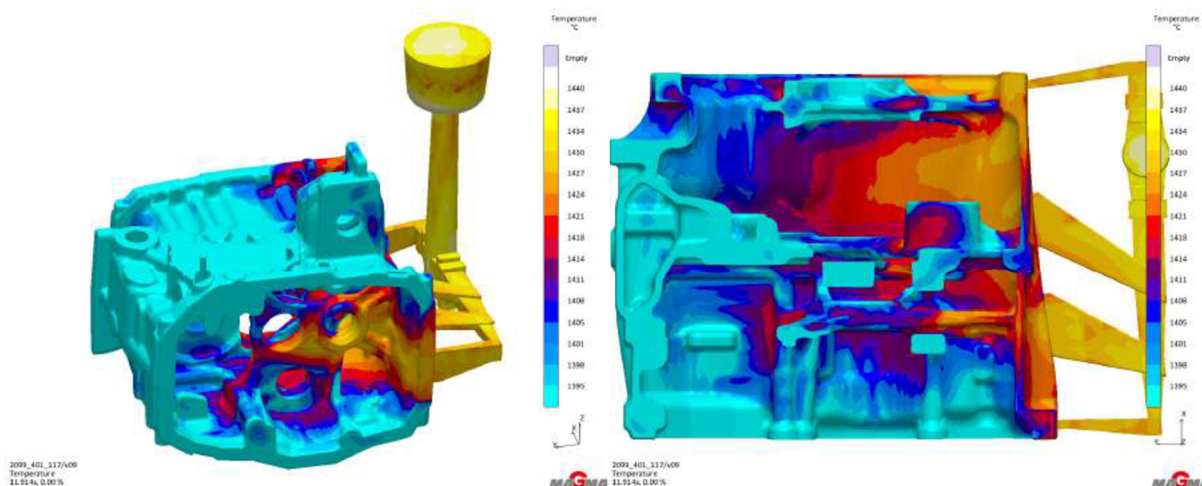 Temperature
°C
Empty
1440
1437
1434
1430
1427
1424
1421
1418
1414
1411
1408
1405
1401
1398
1395
Z
X
Y
2099_401_117/v09
Temperature
11.914s, 0.00 %
MAGMA
Temperature
°C
Empty
1440
1437
1434
1430
1427
1424
1421
1418
1414
1411
1408
1405
1401
1398
1395
X
Y
Z
2099_401_117/v09
Temperature
11.914s, 0.00 %
MAGMA